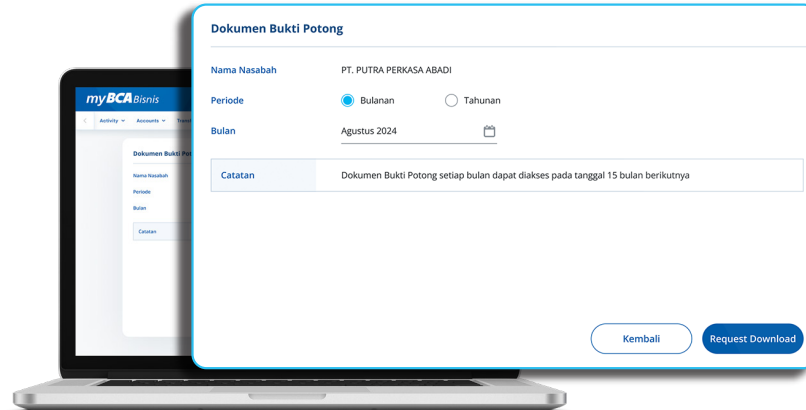 Dokumen Bukti Potong
Nama Nasabah PT. PUTRA PERKASA ABADI
Periode Bulanan Tahunan
Bulan Agustus 2024
Catatan Dokumen Bukti Potong setiap bulan dapat diakses pada tanggal 15 bulan berikutnya
Kembali Request Download
myBCA Bisnis
Activity Accounts
Dokumen Bukti
Nama Nasabah
Periode
Bulan
Catatan